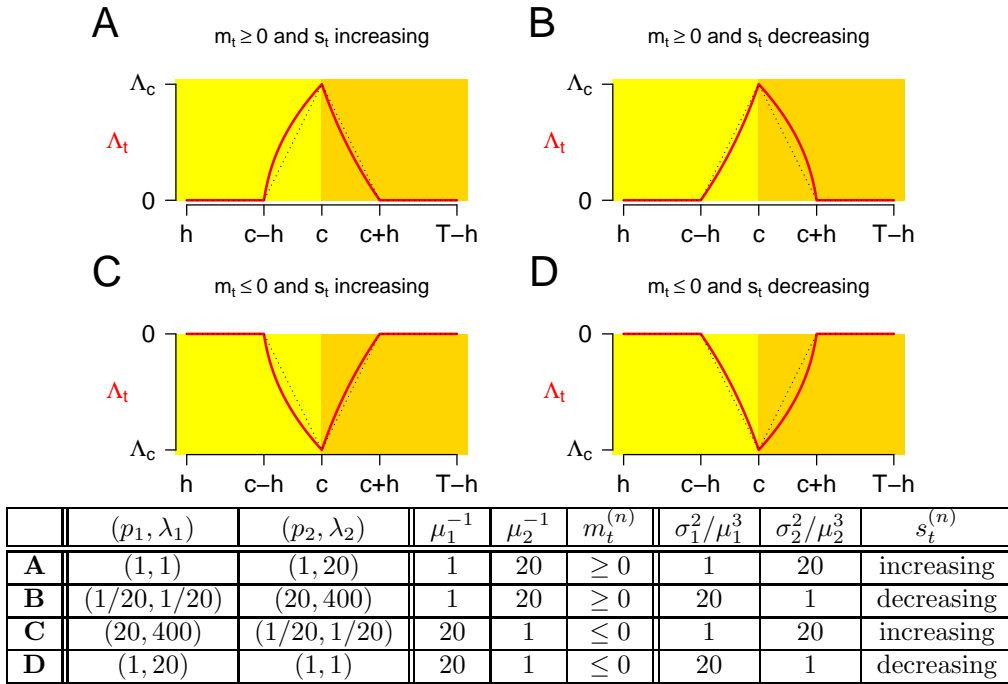 A
m_t ≥ 0 and s_t increasing
Λ_c
Λ_t
0
h c−h c c+h T−h
B
m_t ≥ 0 and s_t decreasing
Λ_c
Λ_t
0
h c−h c c+h T−h
C
m_t ≤ 0 and s_t increasing
0
Λ_t
Λ_c
h c−h c c+h T−h
D
m_t ≤ 0 and s_t decreasing
0
Λ_t
Λ_c
h c−h c c+h T−h
(p_1, λ_1) (p_2, λ_2) μ_1^{-1} μ_2^{-1} m_t^{(n)} σ_1^2/μ_1^3 σ_2^2/μ_2^3 s_t^{(n)}
A (1, 1) (1, 20) 1 20 ≥ 0 1 20 increasing
B (1/20, 1/20) (20, 400) 1 20 ≥ 0 20 1 decreasing
C (20, 400) (1/20, 1/20) 20 1 ≤ 0 1 20 increasing
D (1, 20) (1, 1) 20 1 ≤ 0 20 1 decreasing